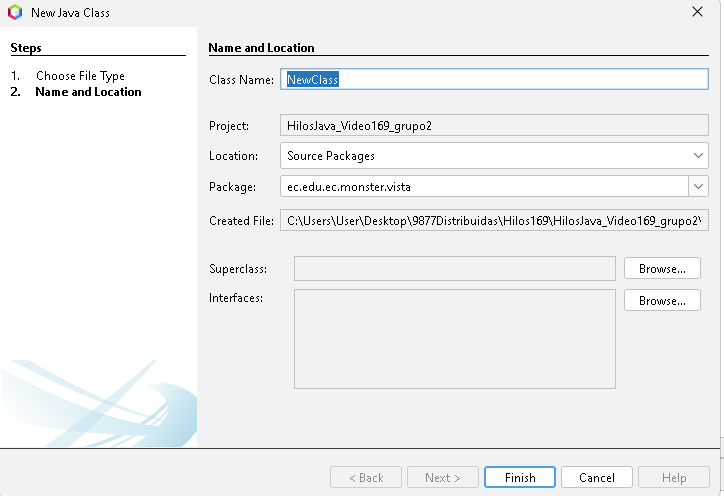 New Java Class
Steps
1. Choose File Type
2. Name and Location
Name and Location
Class Name: NewClass
Project: HilosJava_Video169_grupo2
Location: Source Packages
Package: ec.edu.ec.monster.vista
Created File: C:\Users\User\Desktop\9877Distribuidas\Hilos169\HilosJava_Video169_grupo2\
Superclass: Browse...
Interfaces: Browse...
< Back Next > Finish Cancel Help